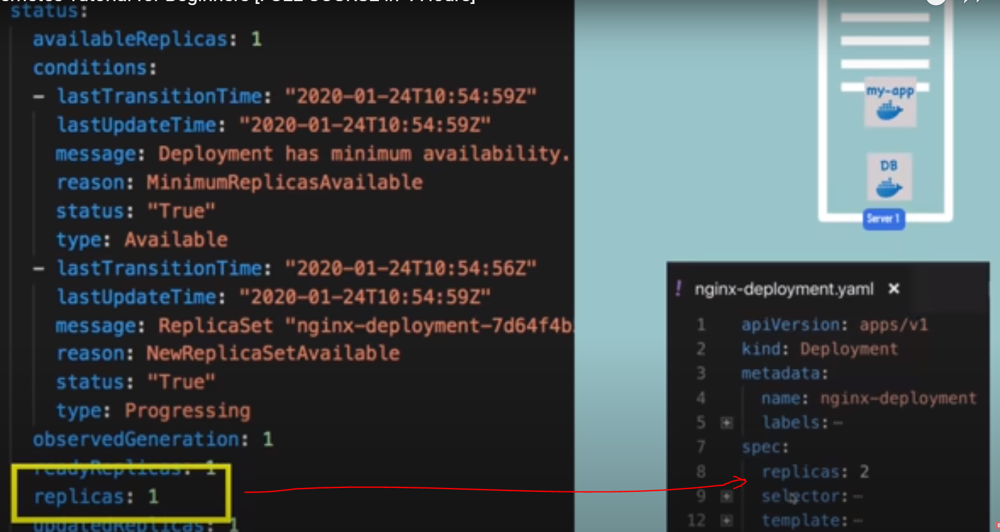 status:
availableReplicas: 1
conditions:
- lastTransitionTime: "2020-01-24T10:54:59Z"
lastUpdateTime: "2020-01-24T10:54:59Z"
message: Deployment has minimum availability.
reason: MinimumReplicasAvailable
status: "True"
type: Available
- lastTransitionTime: "2020-01-24T10:54:56Z"
lastUpdateTime: "2020-01-24T10:54:59Z"
message: ReplicaSet "nginx-deployment-7d64f4b
reason: NewReplicaSetAvailable
status: "True"
type: Progressing
observedGeneration: 1
readyReplicas: 1
replicas: 1
updatedReplicas: 1
my-app
DB
Server 1
! nginx-deployment.yaml ×
1 apiVersion: apps/v1
2 kind: Deployment
3 metadata:
4 name: nginx-deployment
5 labels:⋯
7 spec:
8 replicas: 2
9 selector:⋯
12 template:⋯